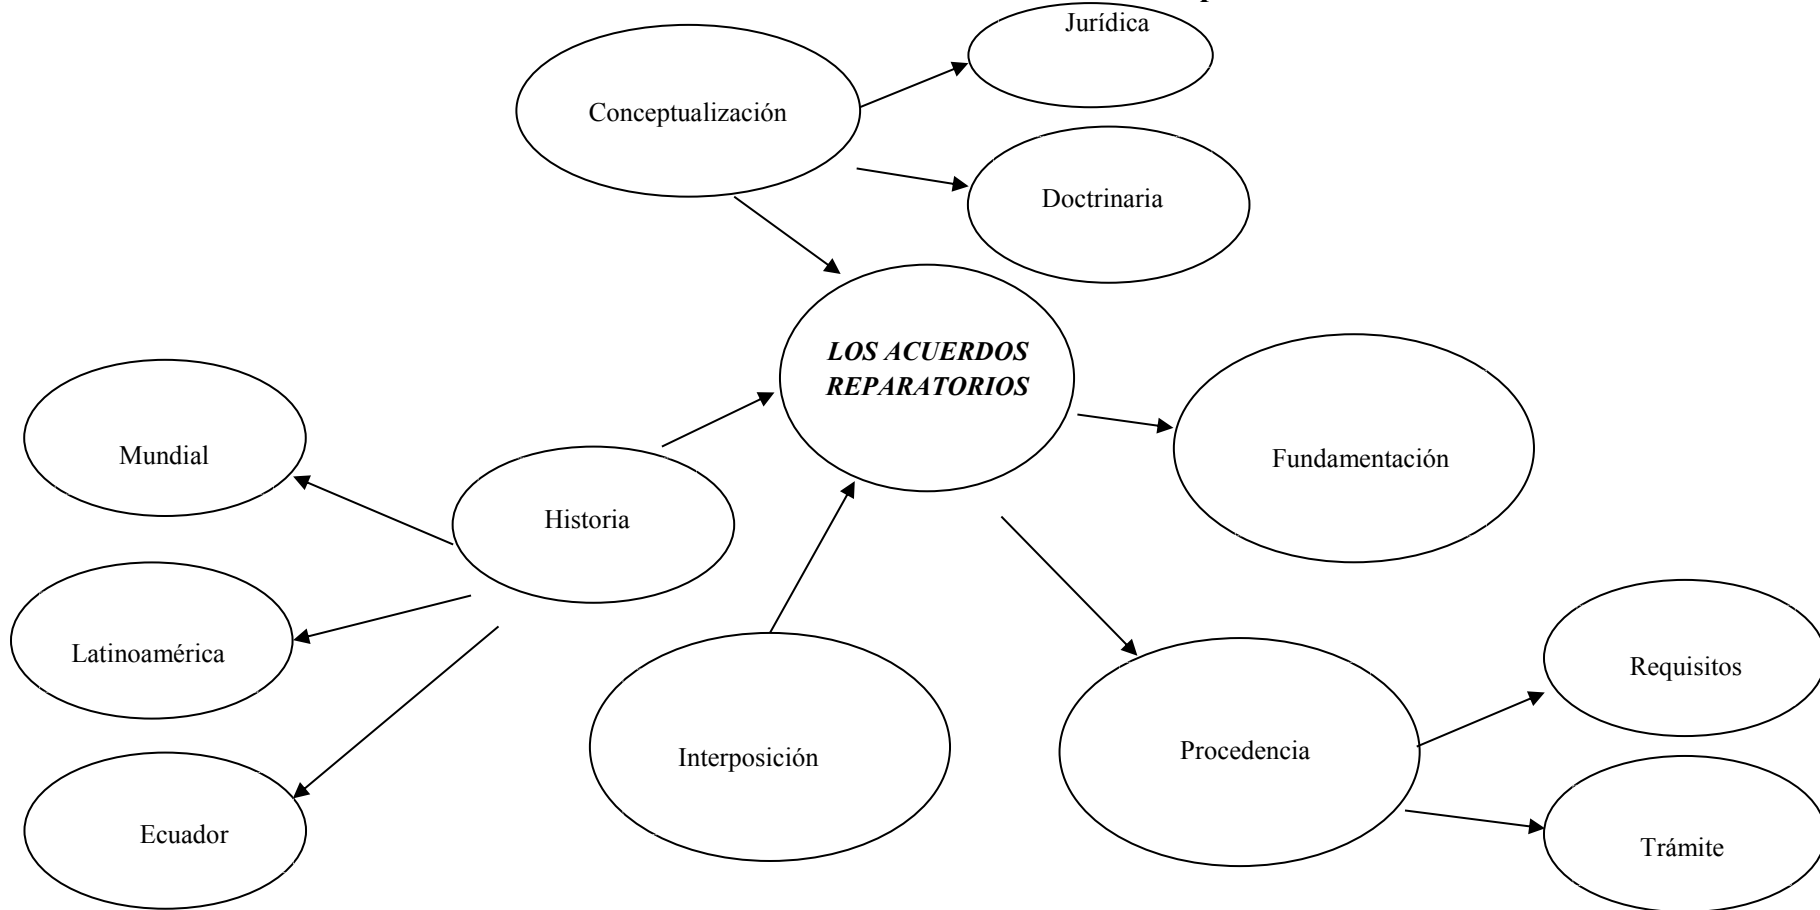 Jurídica
Conceptualización
Doctrinaria
LOS ACUERDOS
REPARATORIOS
Mundial
Fundamentación
Historia
Latinoamérica
Requisitos
Interposición
Procedencia
Ecuador
Trámite